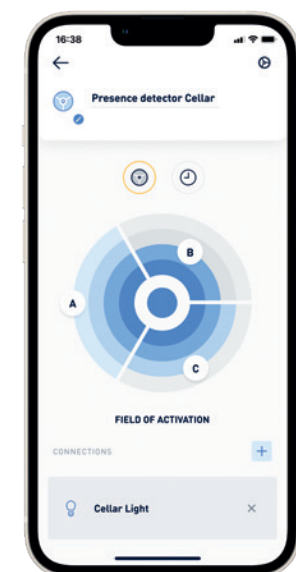 16:38
Presence detector Cellar
B
A
C
FIELD OF ACTIVATION
CONNECTIONS
Cellar Light